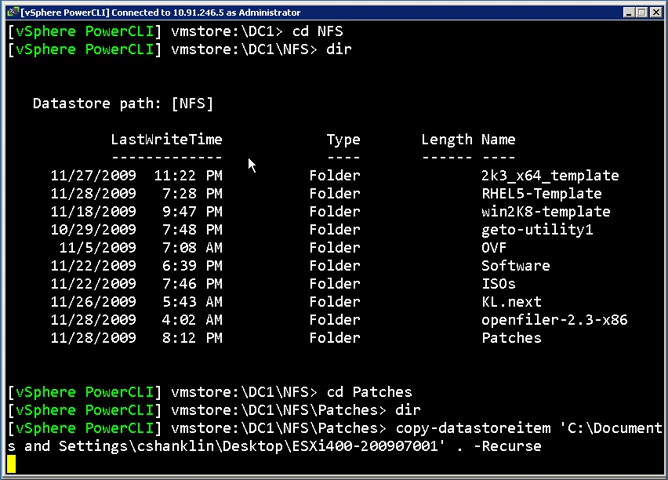 [vSphere PowerCLI] Connected to 10.91.246.5 as Administrator
[vSphere PowerCLI] vmstore:\DC1> cd NFS
[vSphere PowerCLI] vmstore:\DC1\NFS> dir
Datastore path: [NFS]
LastWriteTime Type Length Name
------------- ---- ------ ----
11/27/2009 11:22 PM Folder 2k3_x64_template
11/28/2009 7:28 PM Folder RHEL5-Template
11/18/2009 9:47 PM Folder win2K8-template
10/29/2009 7:48 PM Folder geto-utility1
11/5/2009 7:08 AM Folder OVF
11/22/2009 6:39 PM Folder Software
11/22/2009 7:46 PM Folder ISOs
11/26/2009 5:43 AM Folder KL.next
11/28/2009 4:02 AM Folder openfiler-2.3-x86
11/28/2009 8:12 PM Folder Patches
[vSphere PowerCLI] vmstore:\DC1\NFS> cd Patches
[vSphere PowerCLI] vmstore:\DC1\NFS\Patches> dir
[vSphere PowerCLI] vmstore:\DC1\NFS\Patches> copy-datastoreitem 'C:\Document
s and Settings\cshanklin\Desktop\ESXi400-200907001' . -Recurse